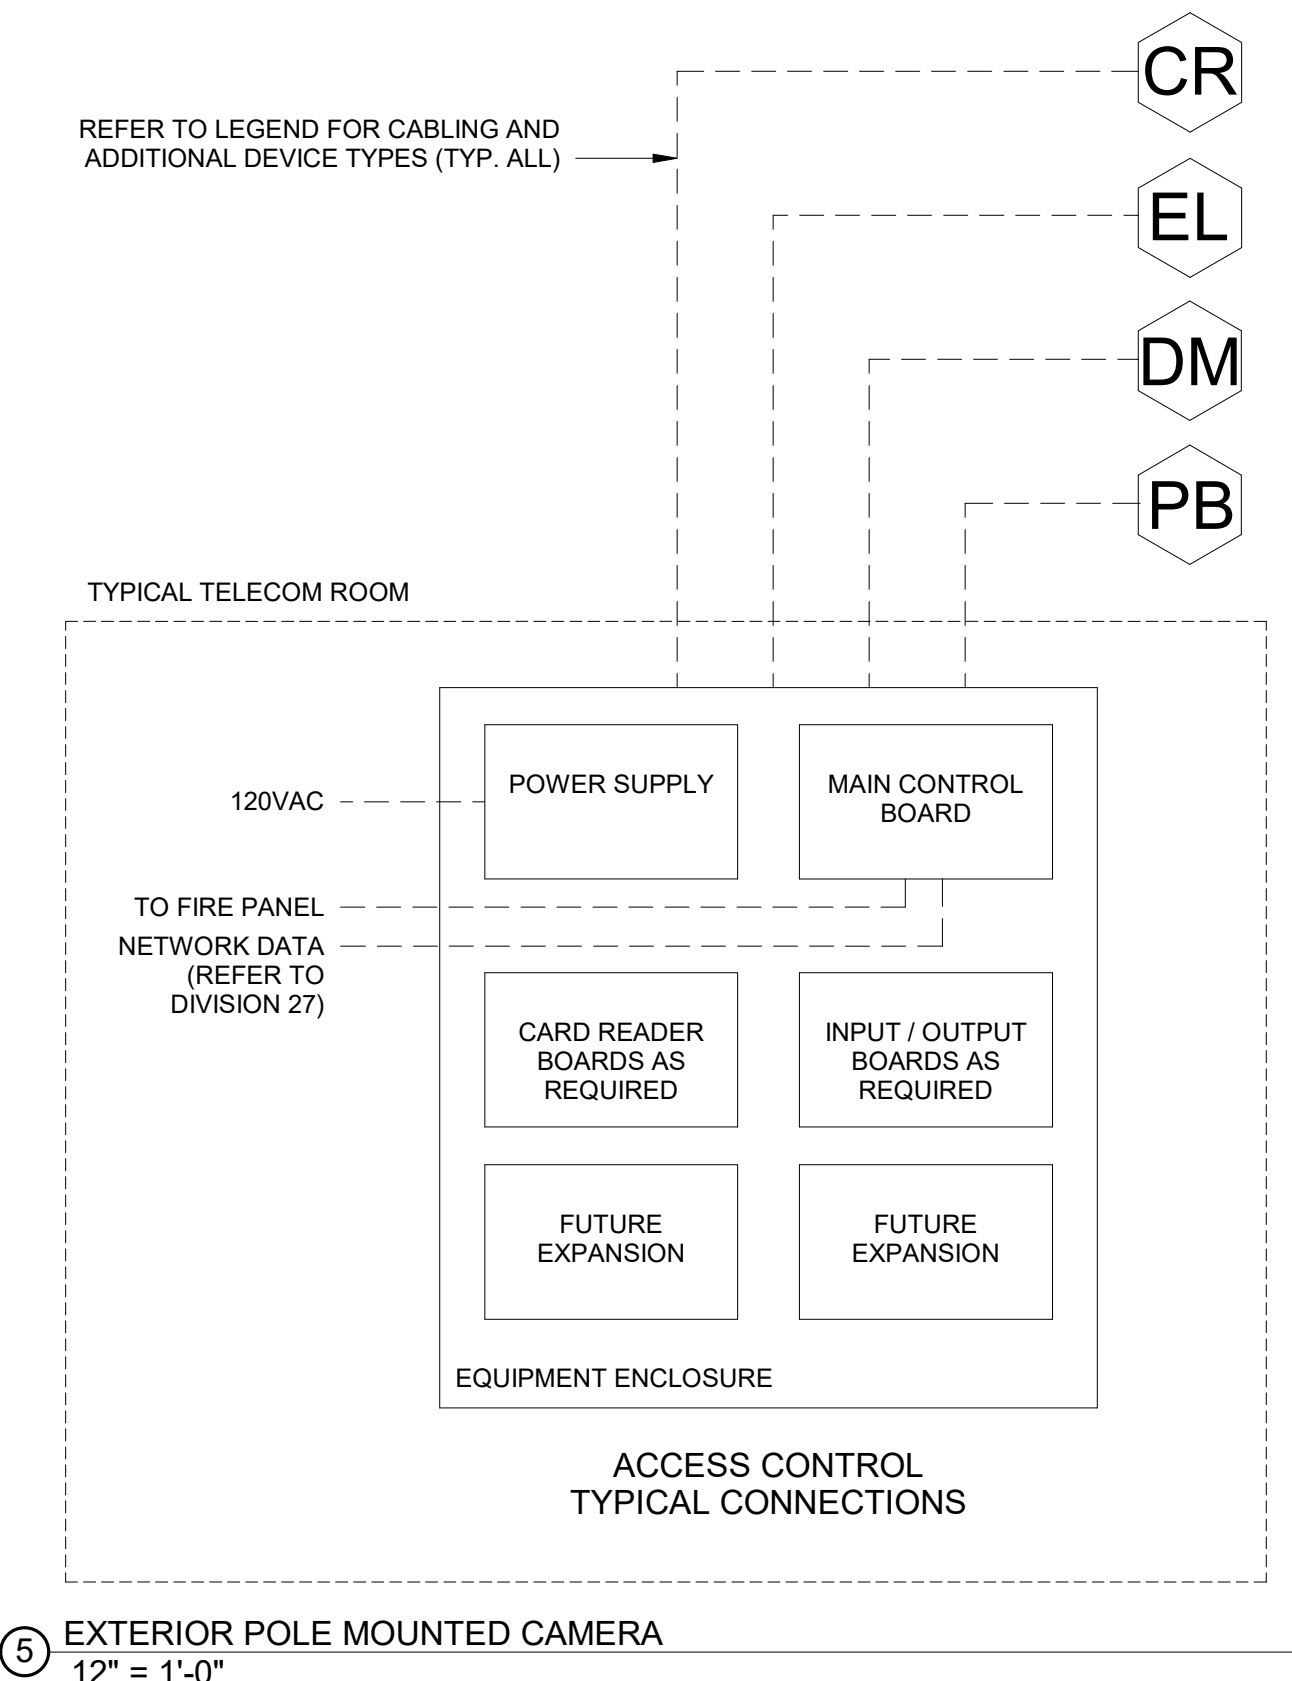 CR
REFER TO LEGEND FOR CABLING AND
ADDITIONAL DEVICE TYPES (TYP. ALL)
EL
DM
PB
TYPICAL TELECOM ROOM
POWER SUPPLY
MAIN CONTROL
BOARD
120VAC
TO FIRE PANEL
NETWORK DATA
(REFER TO
DIVISION 27)
CARD READER
BOARDS AS
REQUIRED
INPUT / OUTPUT
BOARDS AS
REQUIRED
FUTURE
EXPANSION
FUTURE
EXPANSION
EQUIPMENT ENCLOSURE
ACCESS CONTROL
TYPICAL CONNECTIONS
5
EXTERIOR POLE MOUNTED CAMERA
12" = 1'-0"